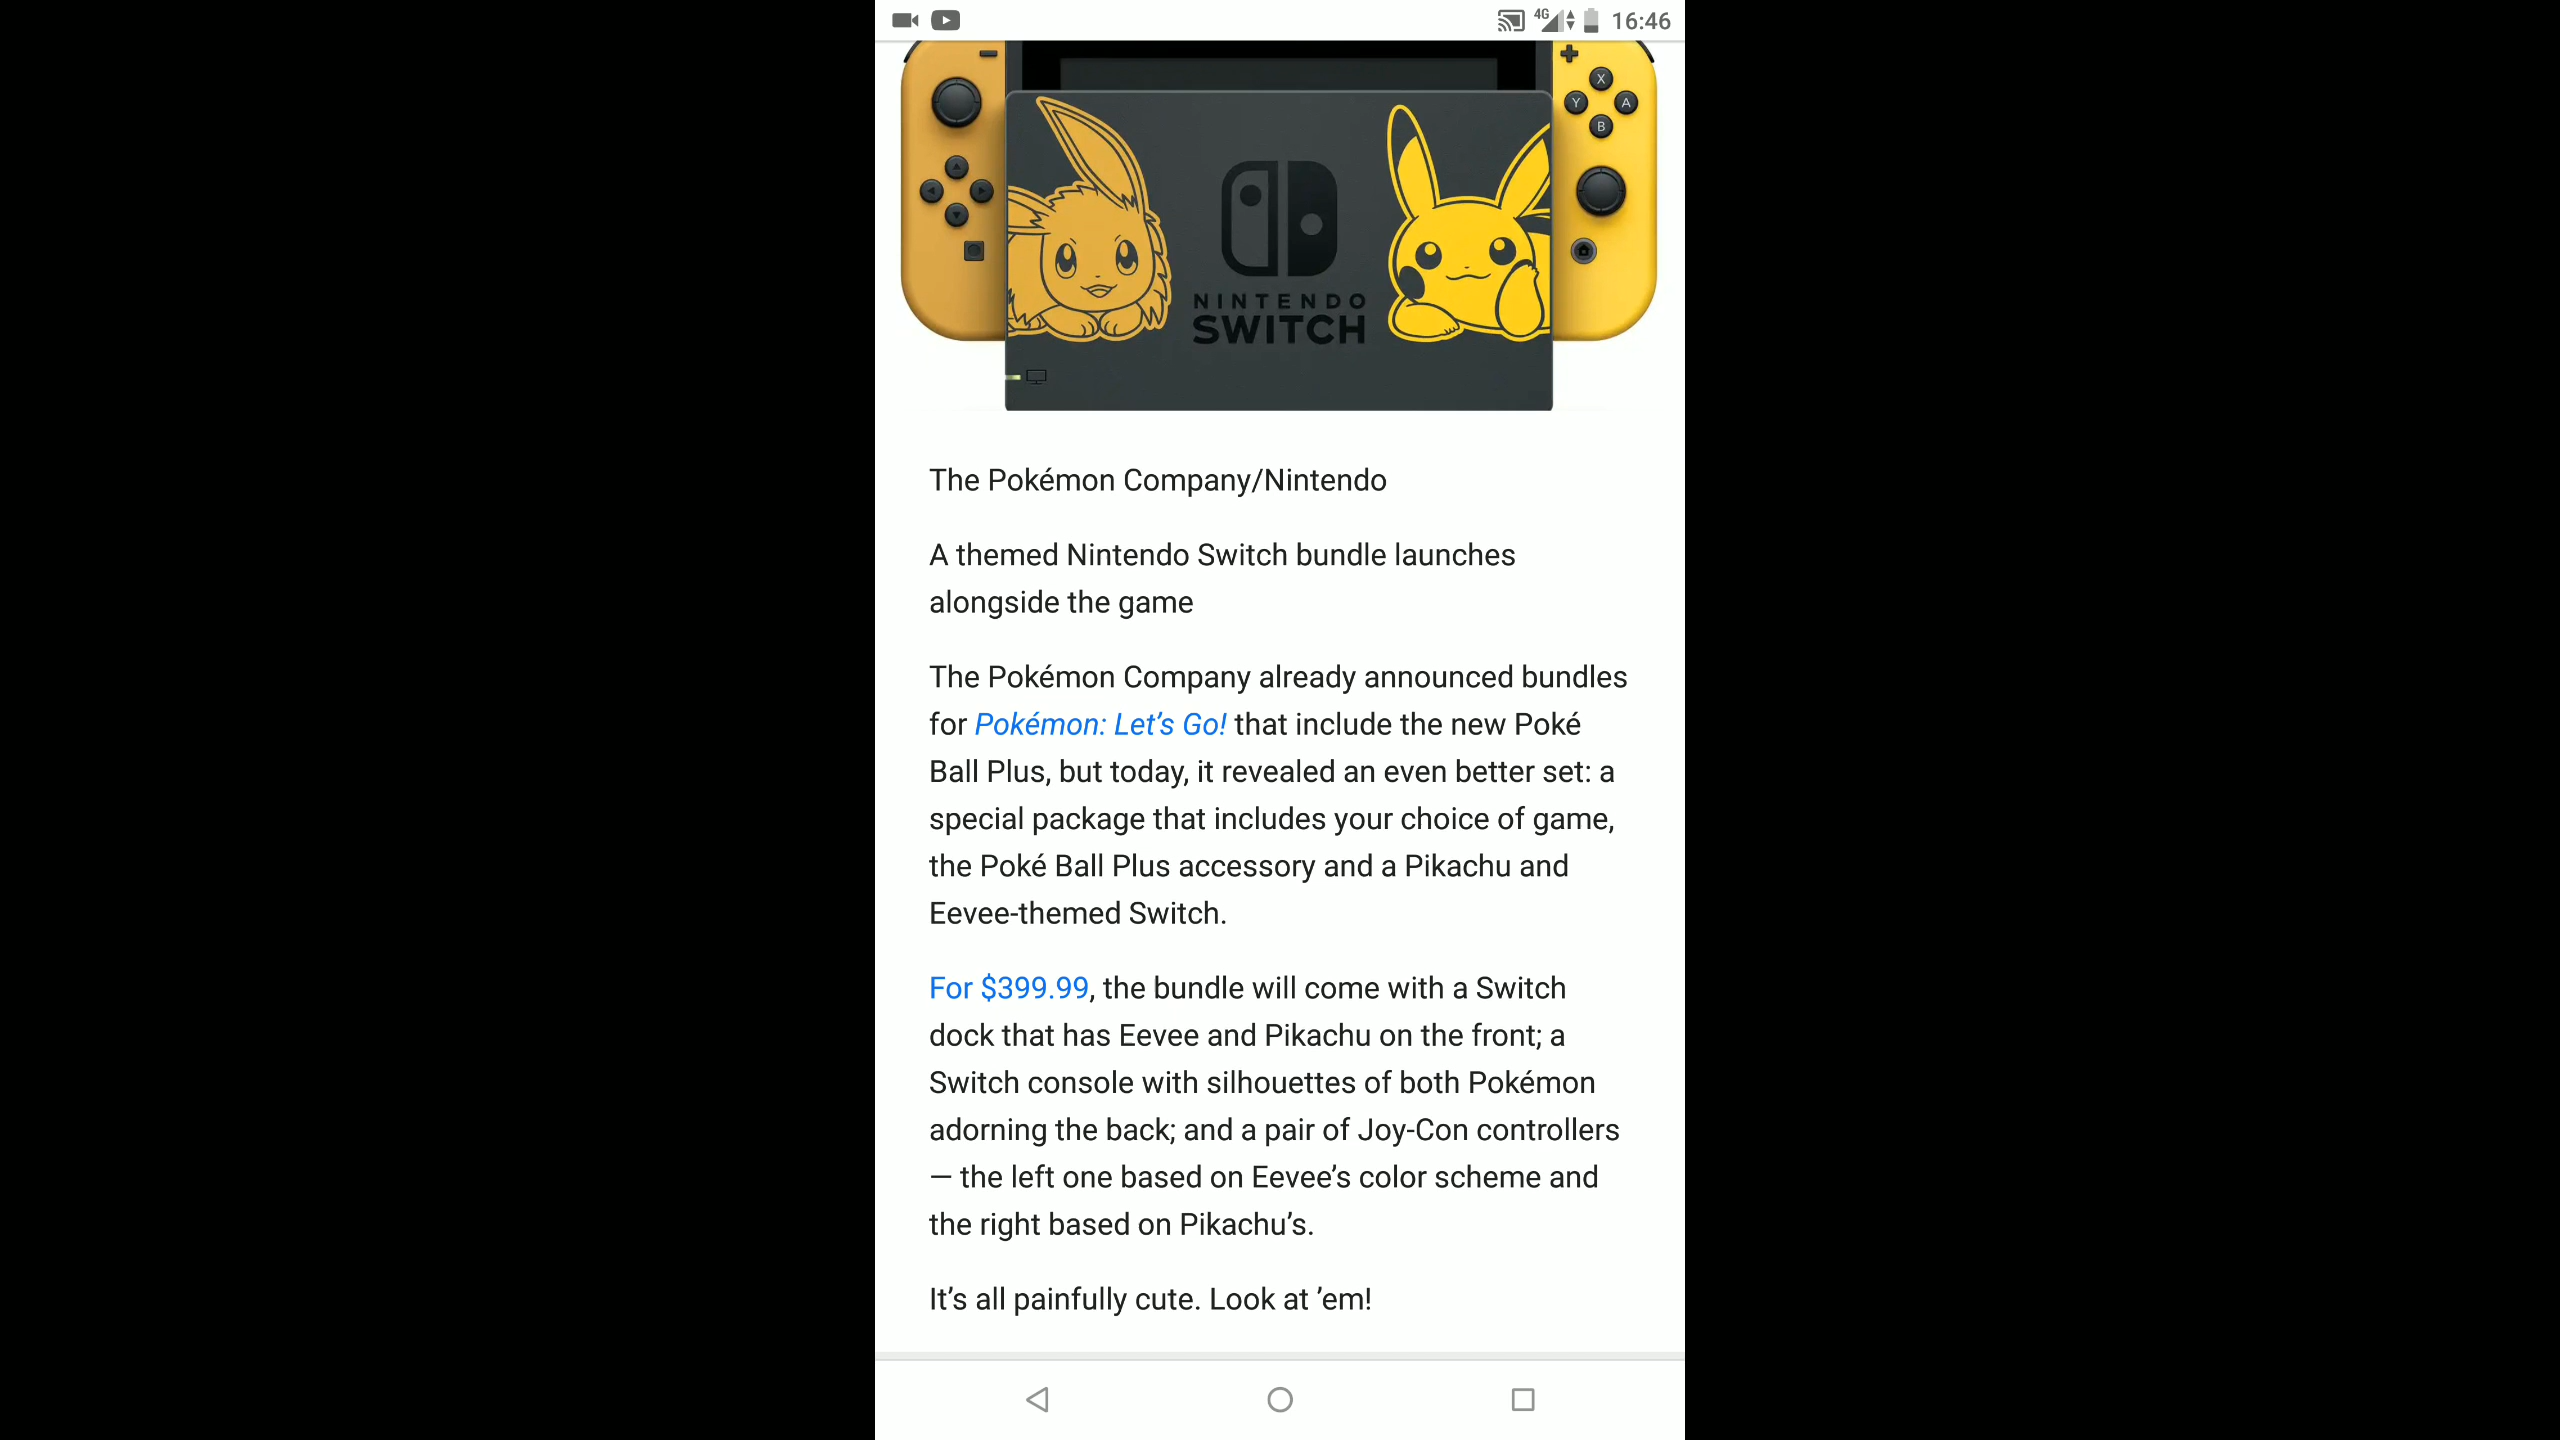 4G 16:46
X
Y A
B
NINTENDO
SWITCH
The Pokémon Company/Nintendo
A themed Nintendo Switch bundle launches
alongside the game
The Pokémon Company already announced bundles
for Pokémon: Let’s Go! that include the new Poké
Ball Plus, but today, it revealed an even better set: a
special package that includes your choice of game,
the Poké Ball Plus accessory and a Pikachu and
Eevee-themed Switch.
For $399.99, the bundle will come with a Switch
dock that has Eevee and Pikachu on the front; a
Switch console with silhouettes of both Pokémon
adorning the back; and a pair of Joy-Con controllers
— the left one based on Eevee’s color scheme and
the right based on Pikachu’s.
It’s all painfully cute. Look at ’em!